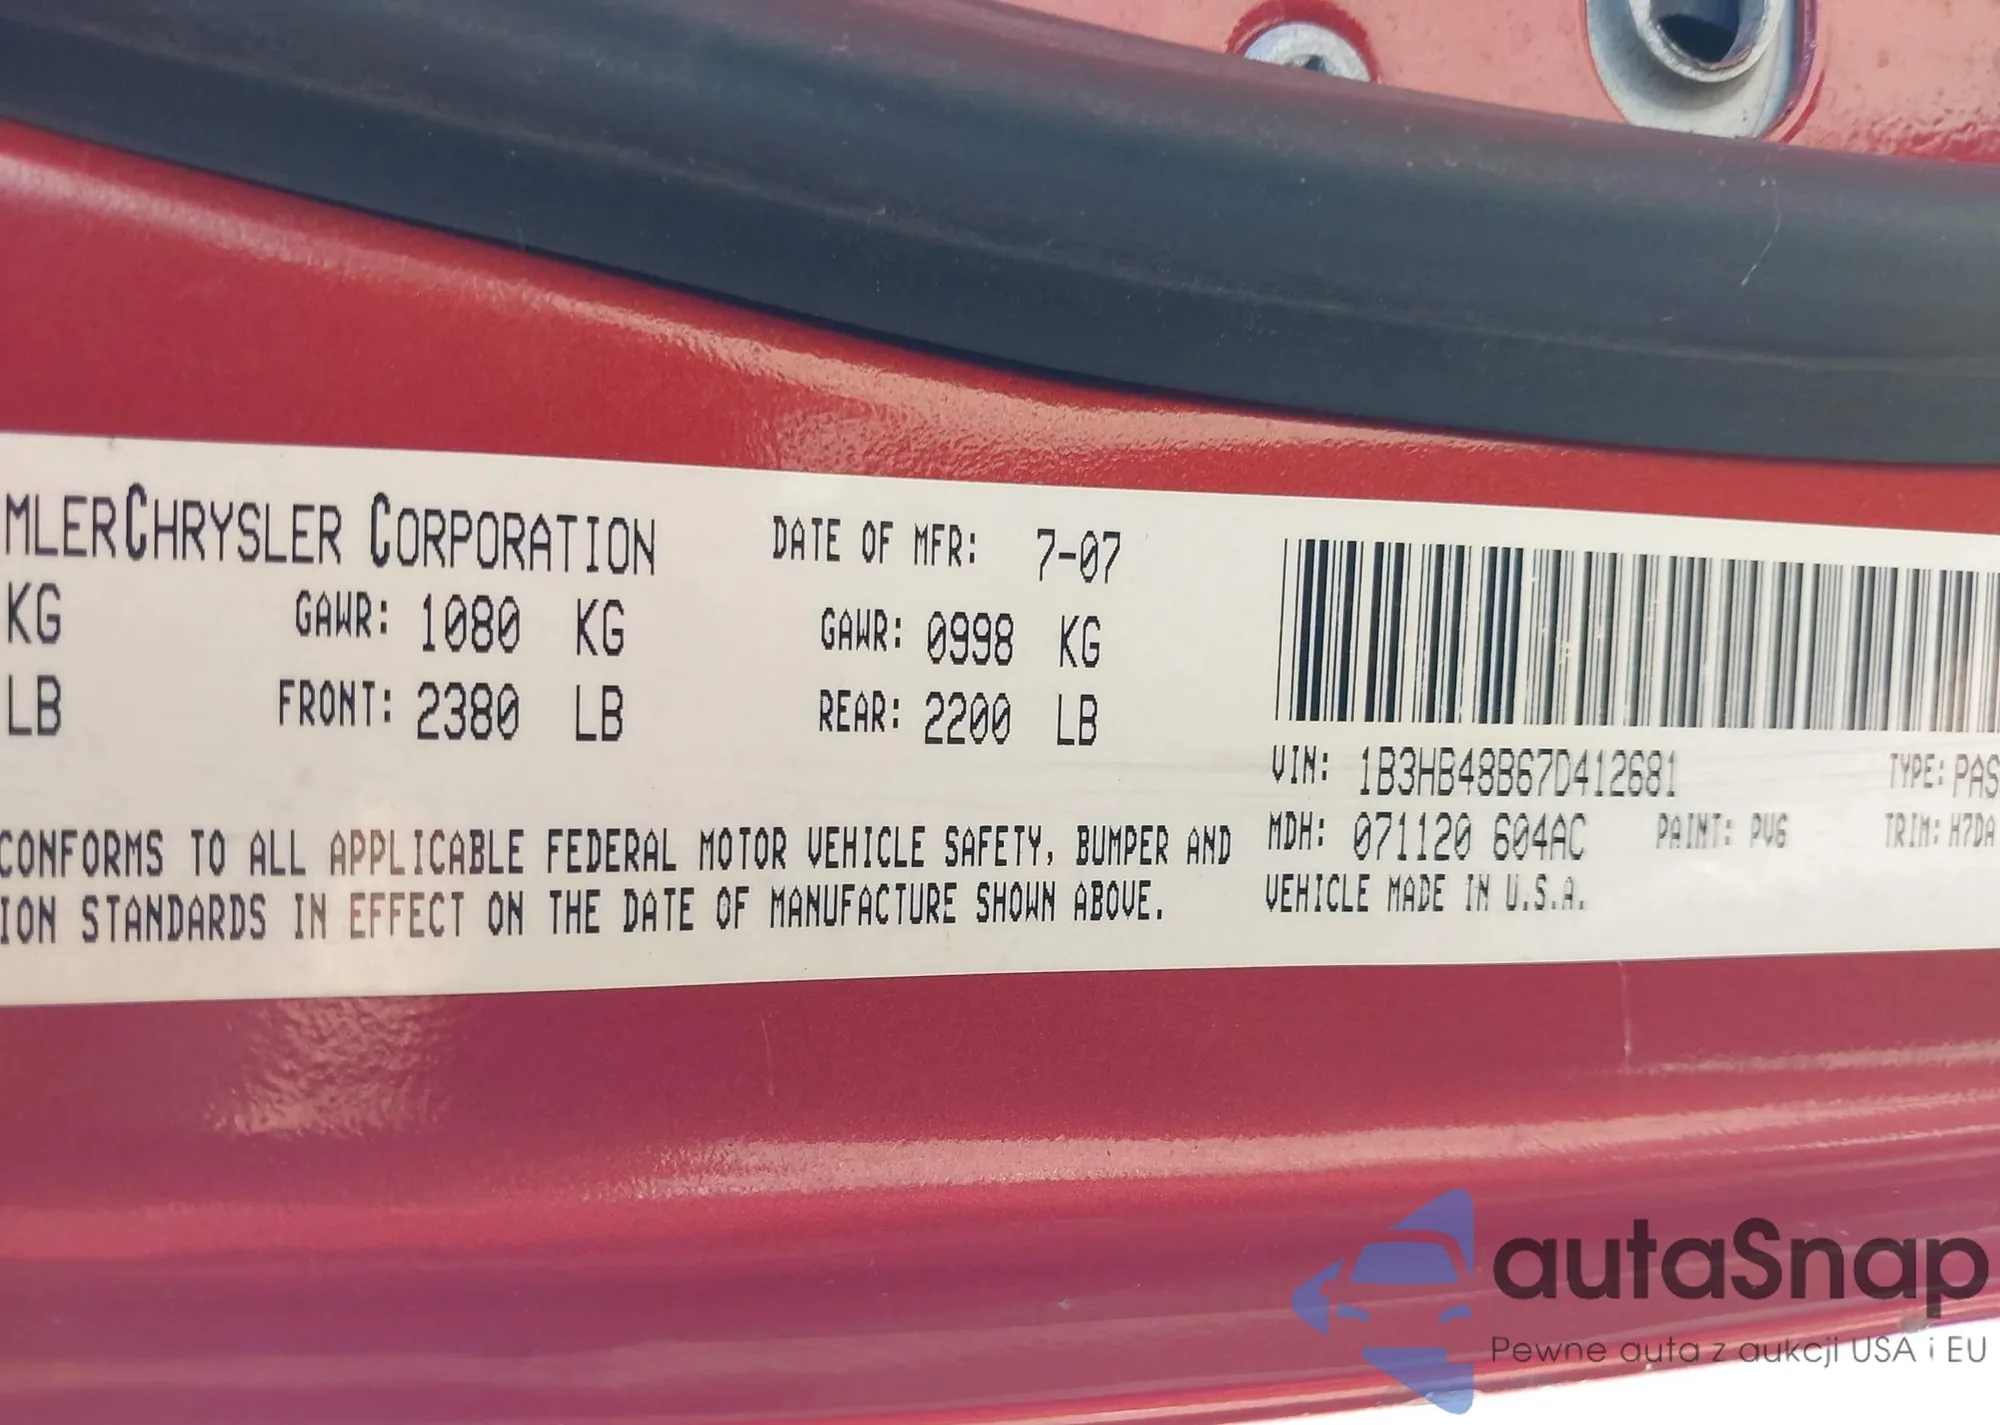 MLERCHRYSLER CORPORATION DATE OF MFR: 7-07
KG GAWR: 1080 KG GAWR: 0998 KG
LB FRONT: 2380 LB REAR: 2200 LB
VIN: 1B3HB48B67D412681 TYPE: PAS
CONFORMS TO ALL APPLICABLE FEDERAL MOTOR VEHICLE SAFETY, BUMPER AND
MDH: 071120 604AC PAINT: PV6 TRIM: H7DA
ION STANDARDS IN EFFECT ON THE DATE OF MANUFACTURE SHOWN ABOVE.
VEHICLE MADE IN U.S.A.
autaSnap
Pewne auta z aukcji USA i EU